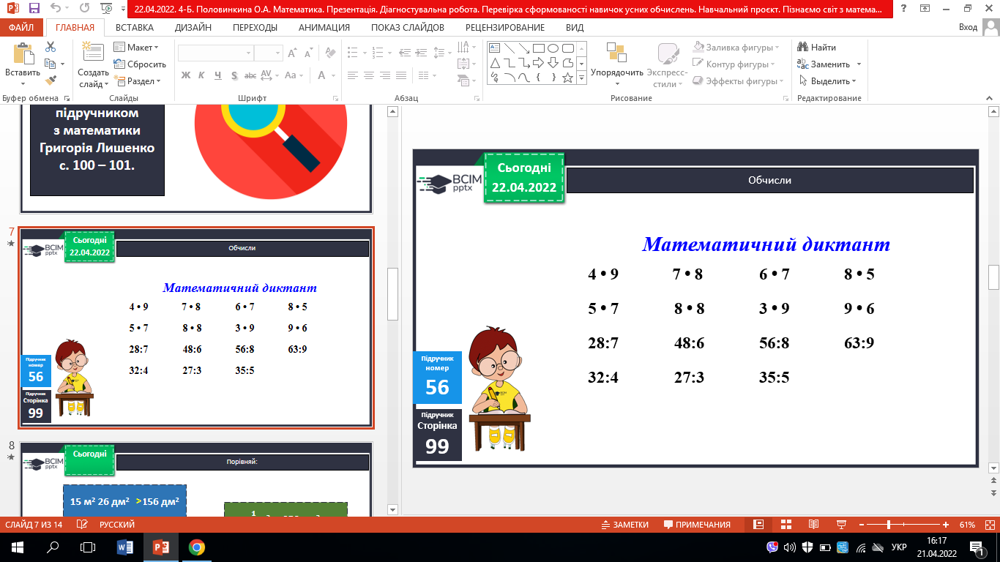 22.04.2022. 4-Б. Половинкина О.А. Математика. Презентація. Діагностувальна робота. Перевірка сформованості навичок усних обчислень. Навчальний проєкт. Пізнаємо світ з матема...
ФАЙЛ ГЛАВНАЯ ВСТАВКА ДИЗАЙН ПЕРЕХОДЫ АНИМАЦИЯ ПОКАЗ СЛАЙДОВ РЕЦЕНЗИРОВАНИЕ ВИД Вход
Вставить
Создать слайд
Макет
Сбросить
Раздел
Ж К Ч S abc AV Aa A
Упорядочить
Экспресс-стили
Заливка фигуры
Контур фигуры
Эффекты фигуры
Найти
Заменить
Выделить
Буфер обмена Слайды Шрифт Абзац Рисование Редактирование
підручником
з математики
Григорія Лишенко
с. 100 – 101.
7
Сьогодні
22.04.2022
BCIM
pptx
Обчисли
Математичний диктант
4 • 9 7 • 8 6 • 7 8 • 5
5 • 7 8 • 8 3 • 9 9 • 6
28:7 48:6 56:8 63:9
32:4 27:3 35:5
Підручник
номер
56
Підручник
Сторінка
99
8
Сьогодні
BCIM
pptx
Порівняй:
15 м² 26 дм² >156 дм²
Сьогодні
22.04.2022
BCIM
pptx
Обчисли
Математичний диктант
4 • 9 7 • 8 6 • 7 8 • 5
5 • 7 8 • 8 3 • 9 9 • 6
28:7 48:6 56:8 63:9
32:4 27:3 35:5
Підручник
номер
56
Підручник
Сторінка
99
СЛАЙД 7 ИЗ 14 РУССКИЙ ЗАМЕТКИ ПРИМЕЧАНИЯ 61%
УКР
16:17
21.04.2022